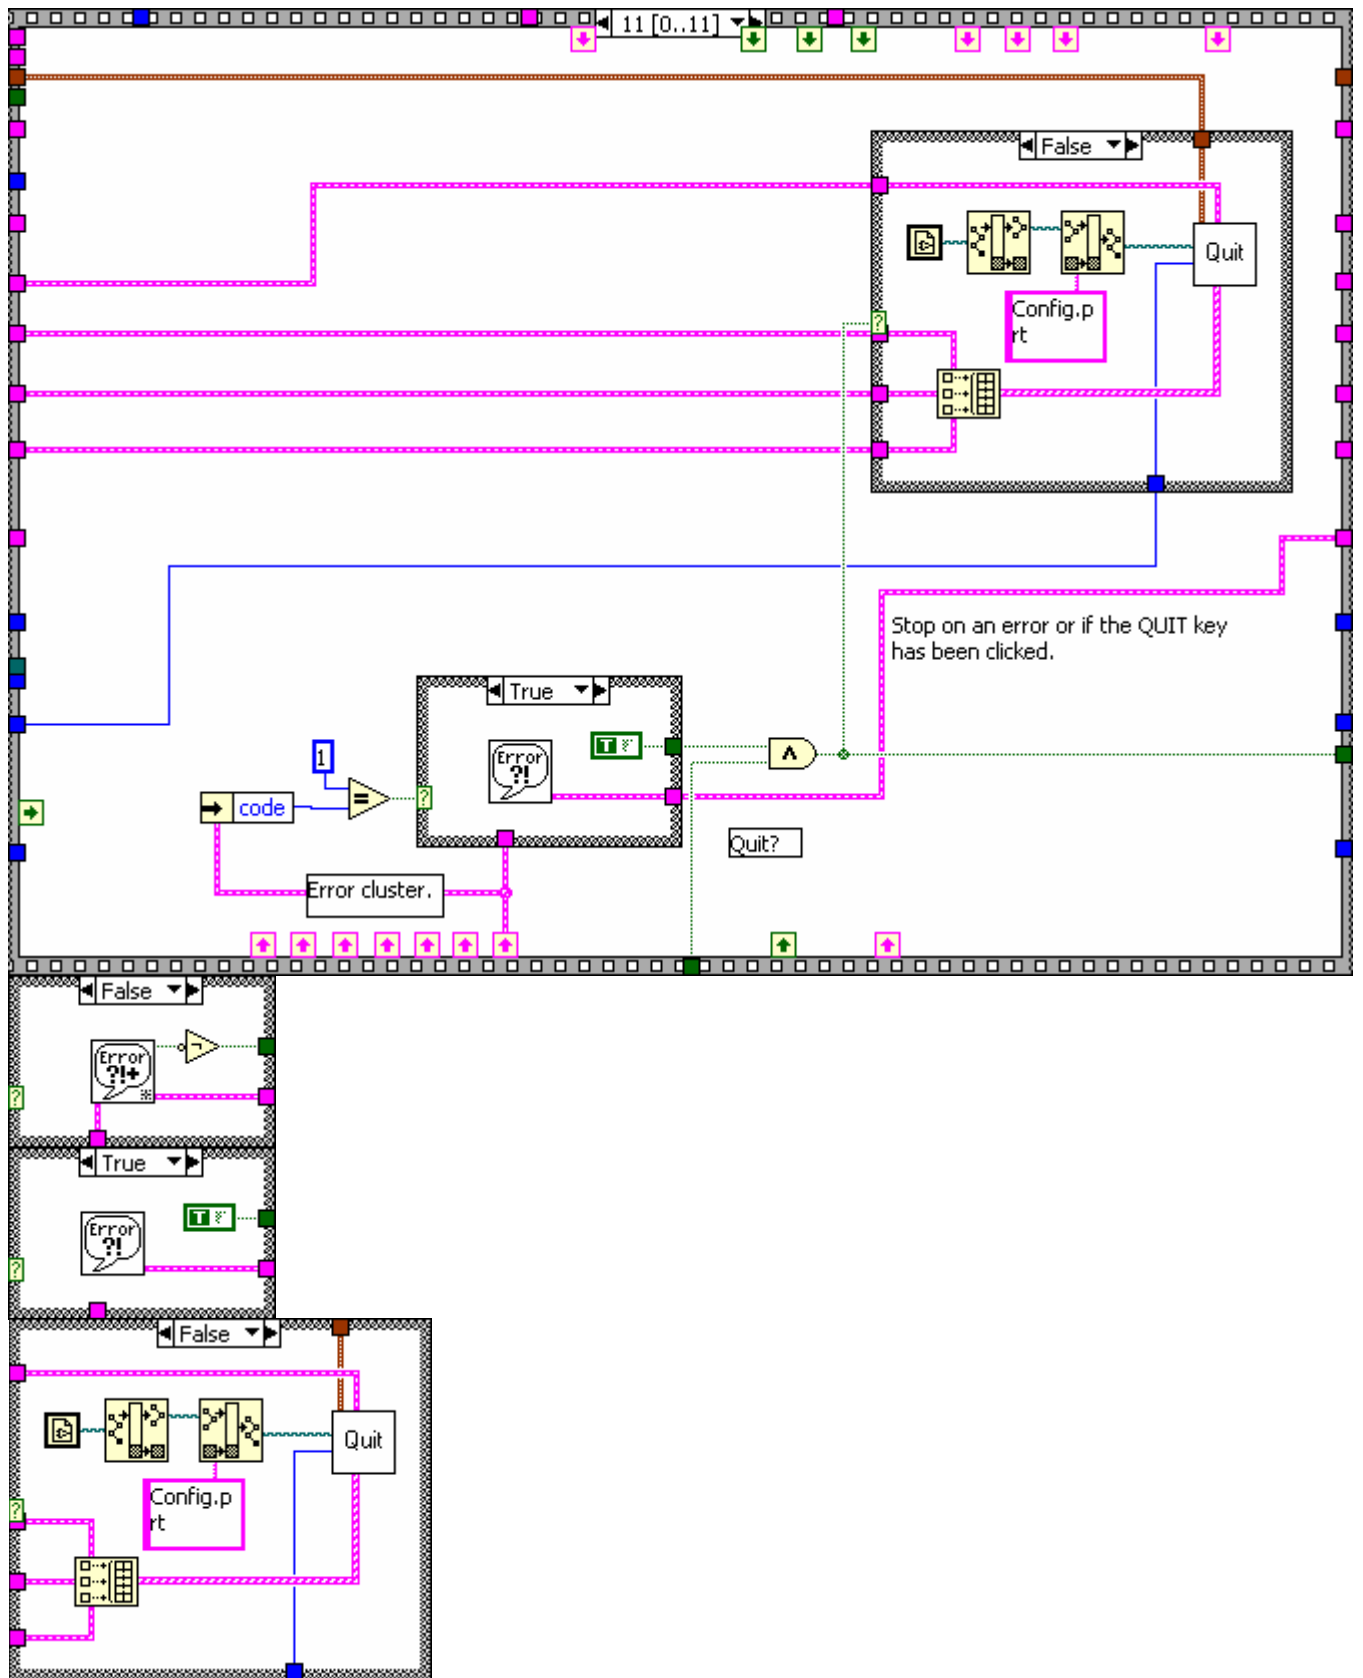 11 [0..11]
False
Quit
Config.p
rt
Stop on an error or if the QUIT key
has been clicked.
True
T
Error
?!
1
code
Quit?
Error cluster.
False
Error
?!+
True
T
Error
?!
False
Quit
Config.p
rt